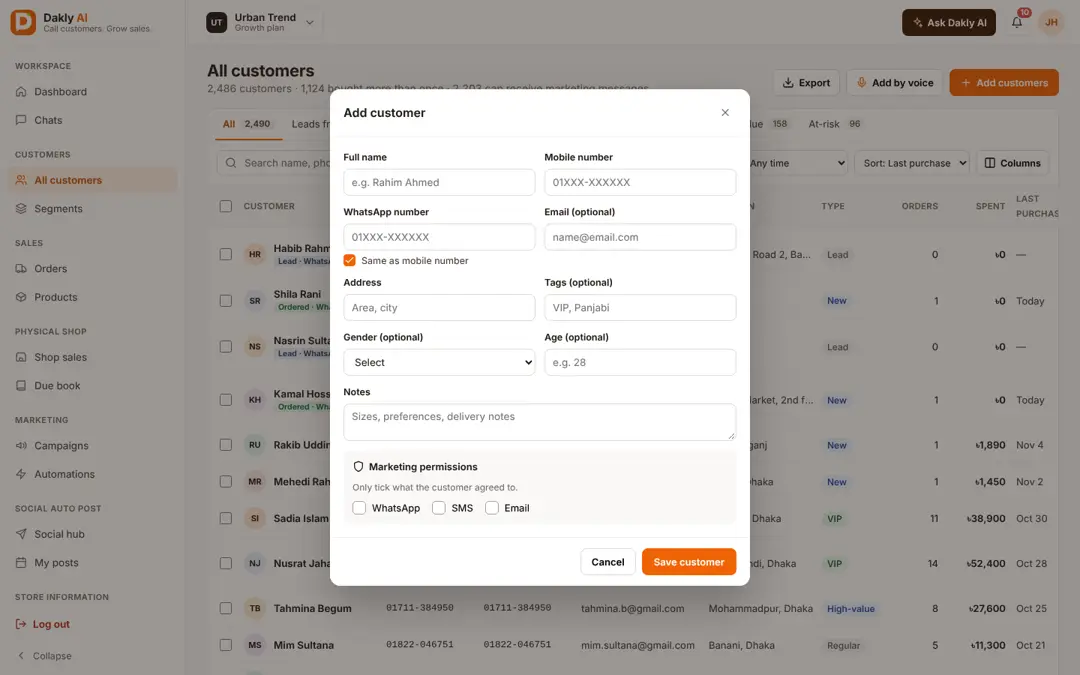 Dakly AI
Call customers. Grow sales.
UT
Urban Trend
Growth plan
Ask Dakly AI
10
JH
WORKSPACE
Dashboard
Chats
CUSTOMERS
All customers
Segments
SALES
Orders
Products
PHYSICAL SHOP
Shop sales
Due book
MARKETING
Campaigns
Automations
SOCIAL AUTO POST
Social hub
My posts
STORE INFORMATION
Log out
Collapse
All customers
2,486 customers · 1,124 bought more than once · 2,203 can receive marketing messages
Export
Add by voice
Add customers
All 2,490
Leads
158
At-risk 96
Search name,
Any time
Sort: Last purchase
Columns
CUSTOMER
TYPE
ORDERS
SPENT
LAST
HR Habib Road 2, Ba... Lead 0 ৳0 —
Lead ·
SR Shila Rani New 1 ৳0 Today
Ordered ·
NS Nasrin Lead 0 ৳0 —
Lead ·
KH Kamal 2nd f... New 1 ৳0 Today
Ordered ·
RU Rakib New 1 ৳1,890 Nov 4
MR Mehedi New 1 ৳1,450 Nov 2
SI Sadia Islam Dhaka VIP 11 ৳38,900 Oct 30
NJ Nusrat Dhaka VIP 14 ৳52,400 Oct 28
TB Tahmina Begum 01711-384950 01711-384950 tahmina.b@gmail.com Mohammadpur, Dhaka High-value 8 ৳27,600 Oct 25
MS Mim Sultana 01822-046751 01822-046751 mim.sultana@gmail.com Banani, Dhaka Regular 5 ৳11,300 Oct 21
Add customer
Full name
e.g. Rahim Ahmed
Mobile number
01XXX-XXXXXX
WhatsApp number
01XXX-XXXXXX
Same as mobile number
Email (optional)
name@email.com
Address
Area, city
Tags (optional)
VIP, Panjabi
Gender (optional)
Select
Age (optional)
e.g. 28
Notes
Sizes, preferences, delivery notes
Marketing permissions
Only tick what the customer agreed to.
WhatsApp
SMS
Email
Cancel
Save customer